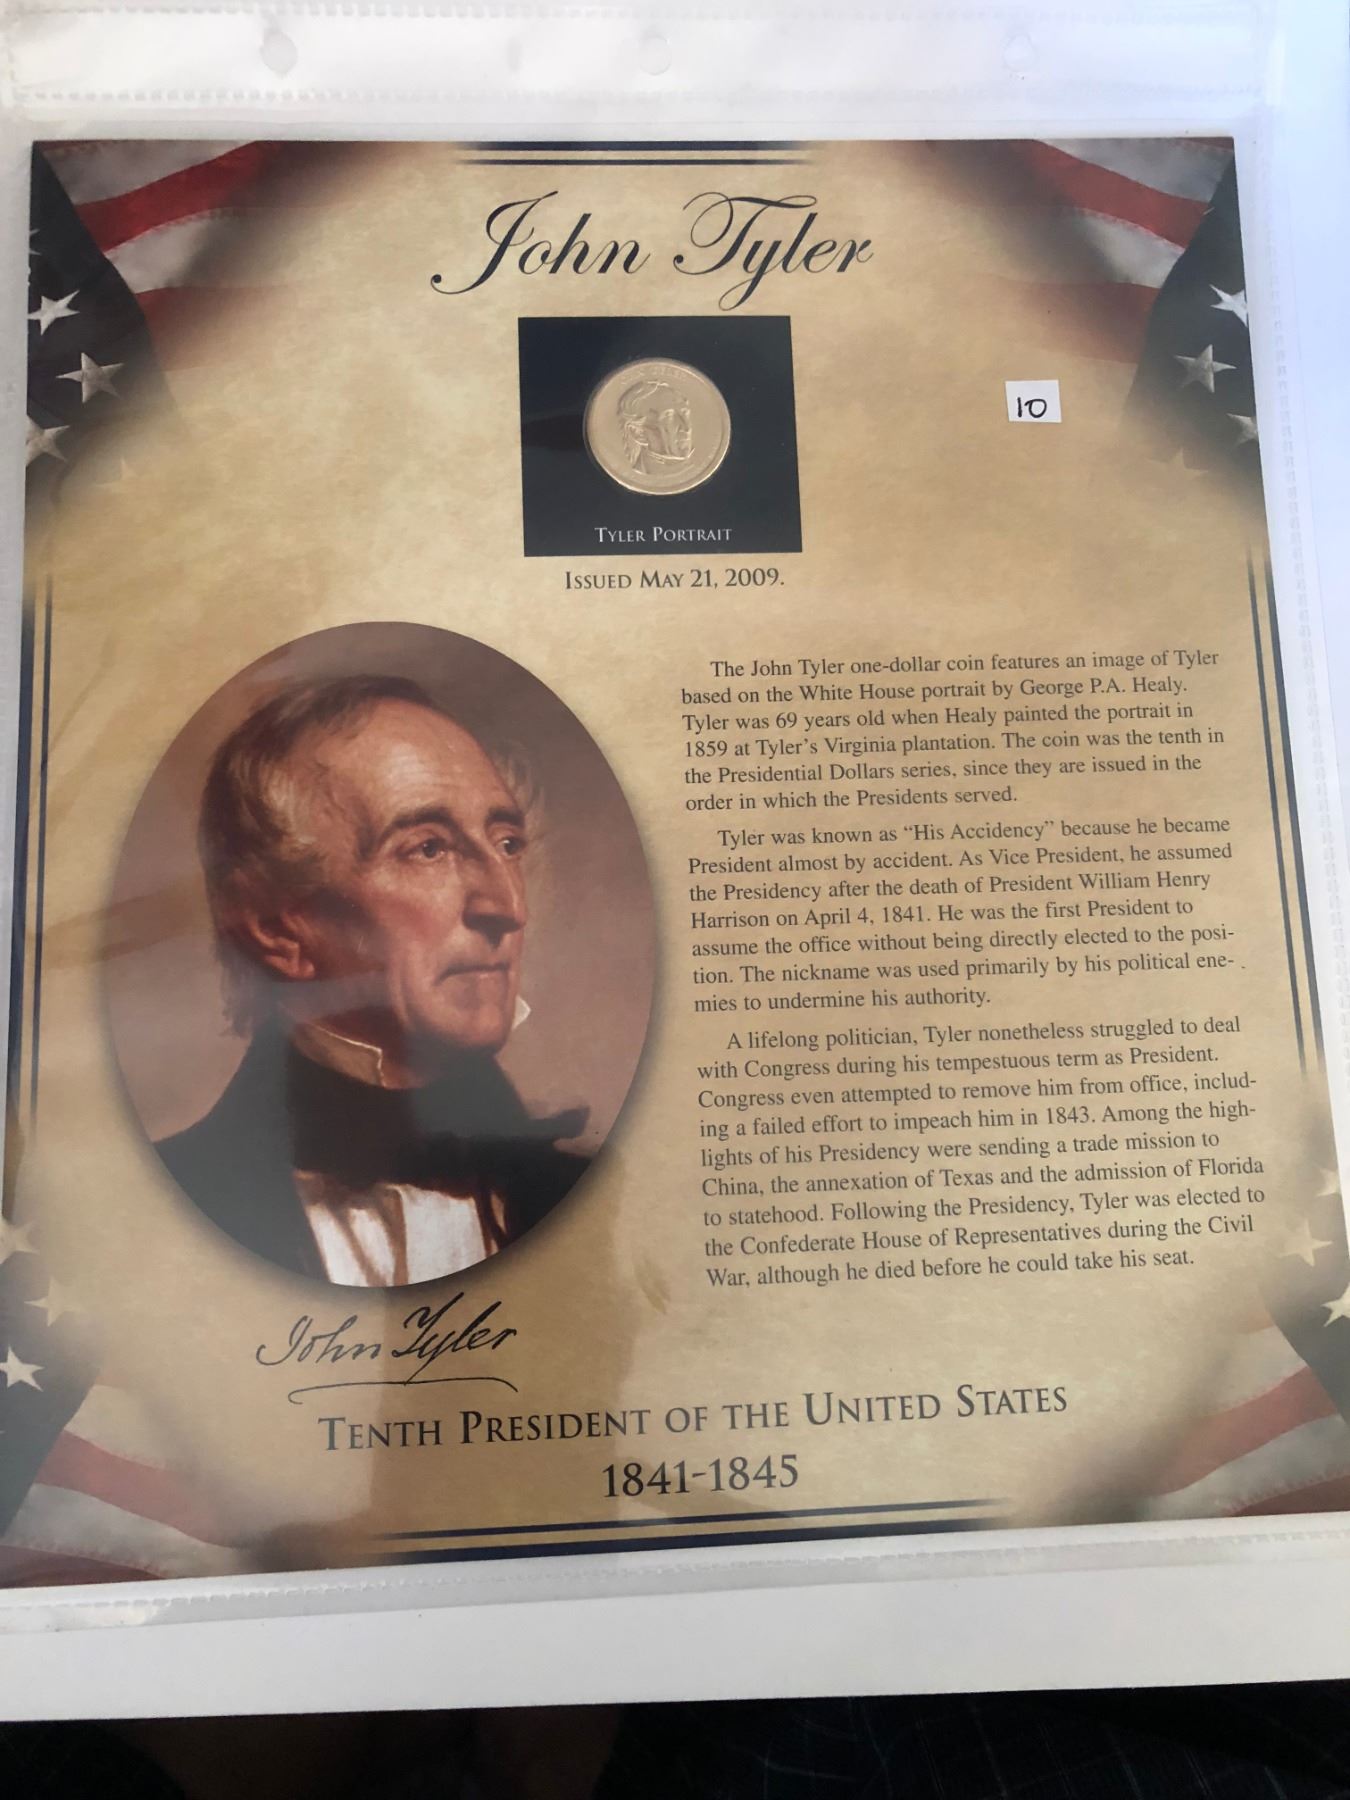 John Tyler
JOHN TYLER
10
TYLER PORTRAIT
ISSUED MAY 21, 2009.
The John Tyler one-dollar coin features an image of Tyler
based on the White House portrait by George P.A. Healy.
Tyler was 69 years old when Healy painted the portrait in
1859 at Tyler's Virginia plantation. The coin was the tenth in
the Presidential Dollars series, since they are issued in the
order in which the Presidents served.
Tyler was known as “His Accidency” because he became
President almost by accident. As Vice President, he assumed
the Presidency after the death of President William Henry
Harrison on April 4, 1841. He was the first President to
assume the office without being directly elected to the posi-
tion. The nickname was used primarily by his political ene-
mies to undermine his authority.
A lifelong politician, Tyler nonetheless struggled to deal
with Congress during his tempestuous term as President.
Congress even attempted to remove him from office, includ-
ing a failed effort to impeach him in 1843. Among the high-
lights of his Presidency were sending a trade mission to
China, the annexation of Texas and the admission of Florida
to statehood. Following the Presidency, Tyler was elected to
the Confederate House of Representatives during the Civil
War, although he died before he could take his seat.
John Tyler
TENTH PRESIDENT OF THE UNITED STATES
1841-1845